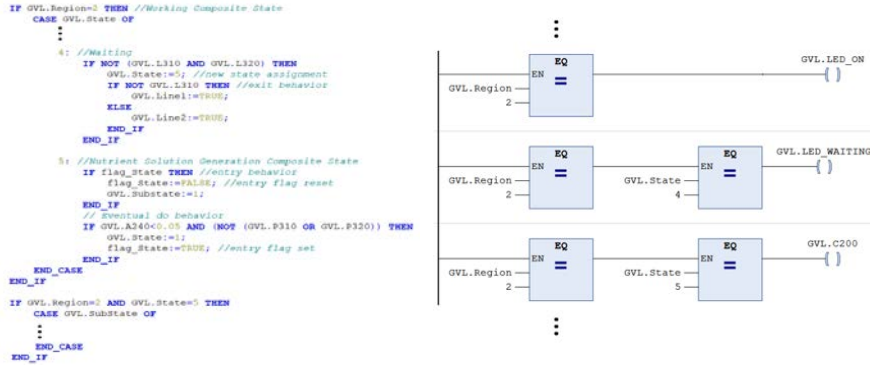 IF GVL.Region=2 THEN //Working Composite State
CASE GVL.State OF
4: //Waiting
IF NOT (GVL.L310 AND GVL.L320) THEN
GVL.State:=5; //new state assignment
IF NOT GVL.L310 THEN //exit behavior
GVL.Line1:=TRUE;
ELSE
GVL.Line2:=TRUE;
END_IF
END_IF
5: //Nutrient Solution Generation Composite State
IF flag_State THEN //entry behavior
flag_State:=FALSE; //entry flag reset
GVL.Substate:=1;
END_IF
// Eventual do behavior
IF GVL.A240<0.05 AND (NOT (GVL.P310 OR GVL.P320)) THEN
GVL.State:=1;
flag_State:=TRUE; //entry flag set
END_IF
END_CASE
END_IF
IF GVL.Region=2 AND GVL.State=5 THEN
CASE GVL.SubState OF
END_CASE
END_IF
EQ
GVL.LED_ON
EN
=
GVL.Region
2
EQ EQ
GVL.LED_WAITING
EN EN
= =
GVL.Region GVL.State
2 4
EQ EQ
GVL.C200
EN EN
= =
GVL.Region GVL.State
2 5